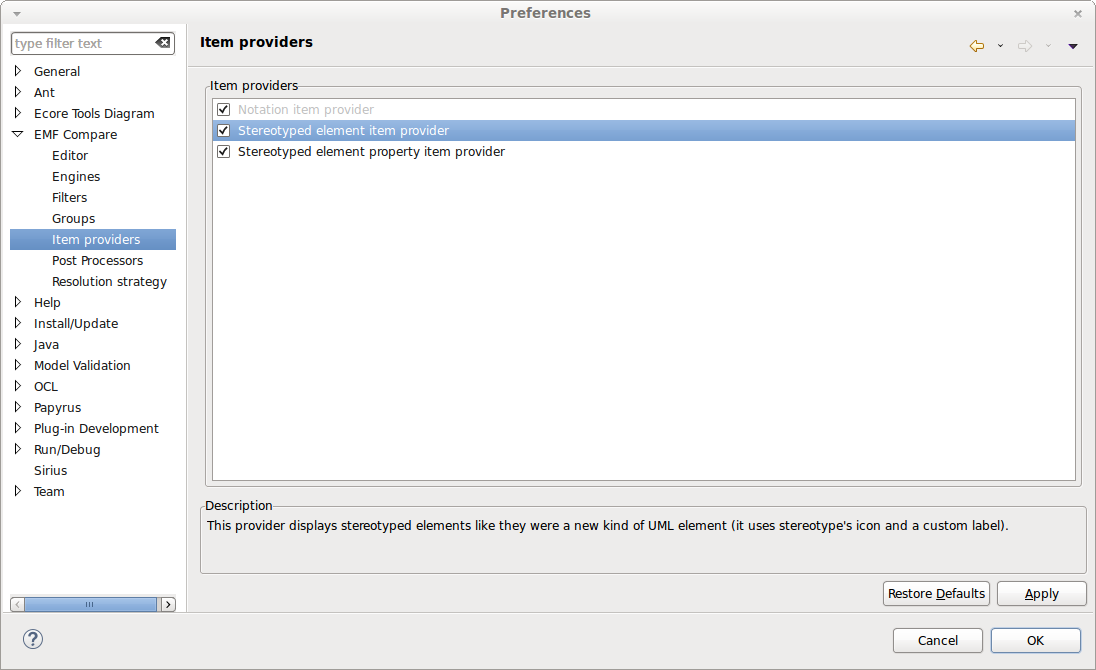 Preferences
type filter text
General
Ant
Ecore Tools Diagram
EMF Compare
Editor
Engines
Filters
Groups
Item providers
Post Processors
Resolution strategy
Help
Install/Update
Java
Model Validation
OCL
Papyrus
Plug-in Development
Run/Debug
Sirius
Team
Item providers
Item providers
Notation item provider
Stereotyped element item provider
Stereotyped element property item provider
Description
This provider displays stereotyped elements like they were a new kind of UML element (it uses stereotype's icon and a custom label).
Restore Defaults
Apply
?
Cancel
OK